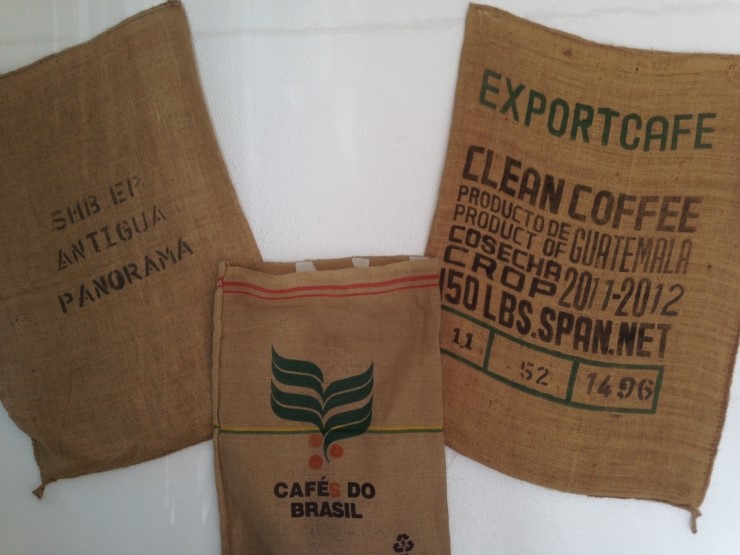 SHB.EP
ANTIGUA
PANORAMA
CAFÉS DO
BRASIL
EXPORTCAFE
CLEAN COFFEE
PRODUCTO DE
PRODUCT OF GUATEMALA
COSECHA
CROP 2011-2012
150 LBS.SPAN.NET
11 52 1496